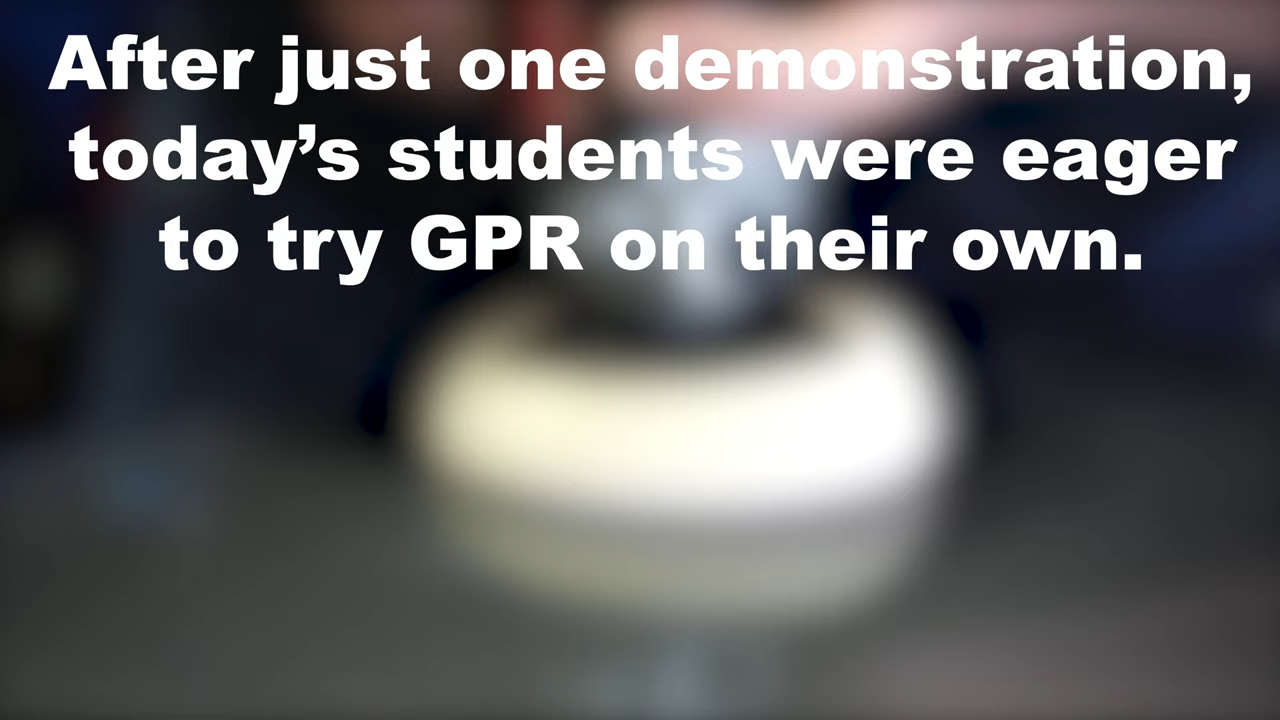 After just one demonstration,
today’s students were eager
to try GPR on their own.